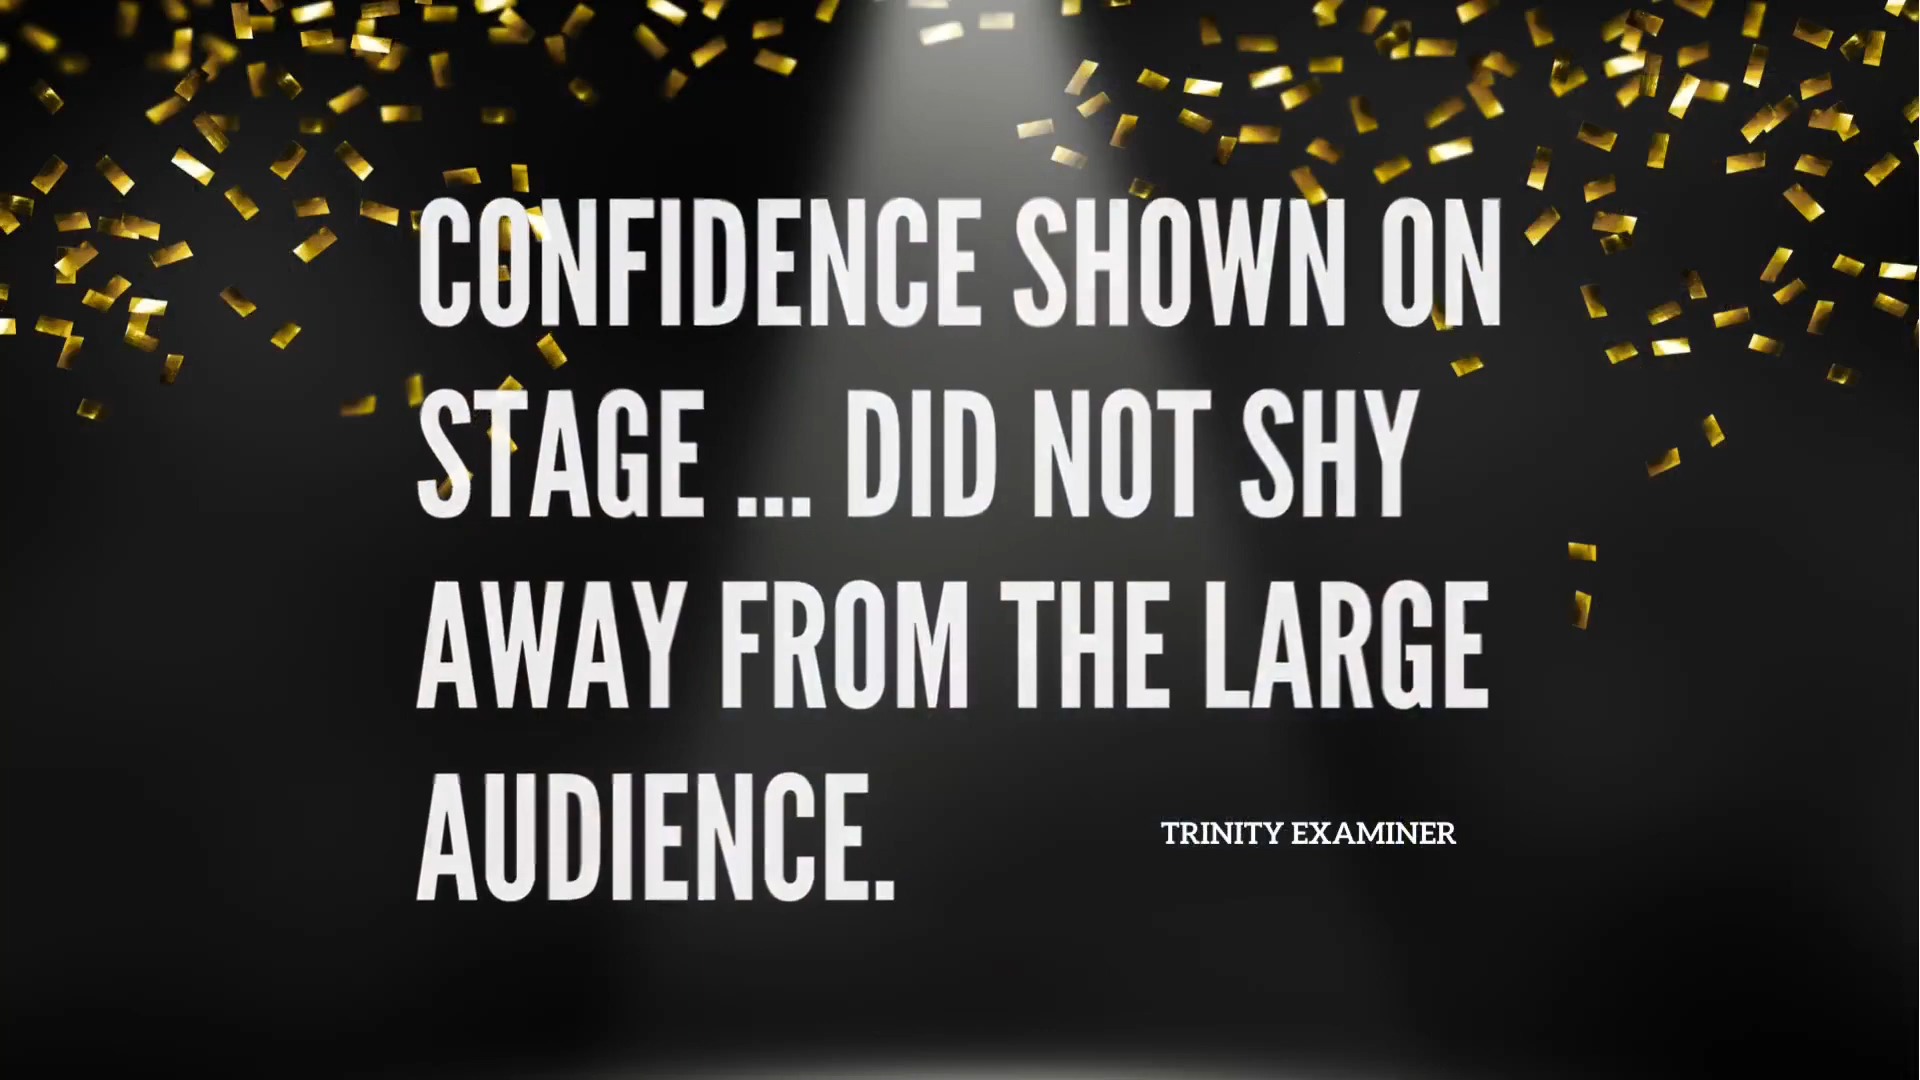 CONFIDENCE SHOWN ON
STAGE ... DID NOT SHY
AWAY FROM THE LARGE
AUDIENCE.
TRINITY EXAMINER